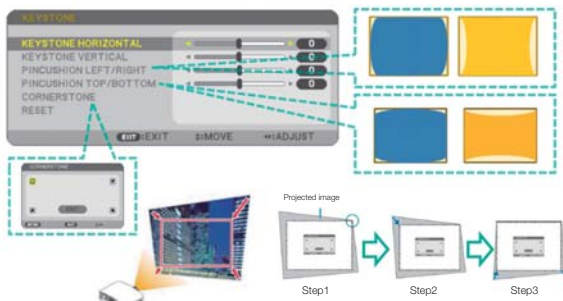 KEYSTONE
KEYSTONE HORIZONTAL 0
KEYSTONE VERTICAL 0
PINCUSHION LEFT/RIGHT 0
PINCUSHION TOP/BOTTOM 0
CORNERSTONE
RESET
EXIT :EXIT ↕:MOVE ↔:ADJUST
CORNERSTONE
Projected image
Step1
Step2
Step3